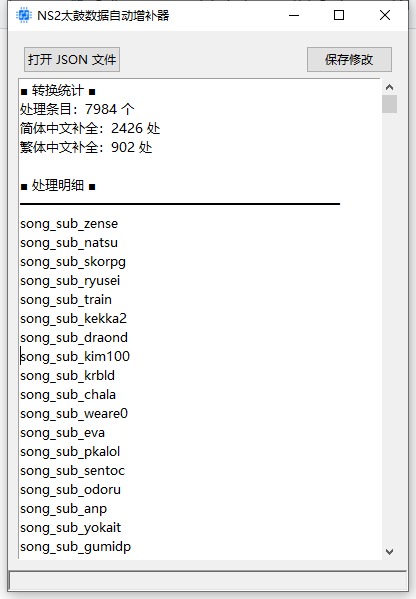 NS2太鼓数据自动增补器
打开 JSON 文件
保存修改
■ 转换统计 ■
处理条目：7984 个
简体中文补全：2426 处
繁体中文补全：902 处
■ 处理明细 ■
song_sub_zense
song_sub_natsu
song_sub_skorpg
song_sub_ryusei
song_sub_train
song_sub_kekka2
song_sub_draond
song_sub_kim100
song_sub_krbld
song_sub_chala
song_sub_weare0
song_sub_eva
song_sub_pkalol
song_sub_sentoc
song_sub_odoru
song_sub_anp
song_sub_yokait
song_sub_gumidp